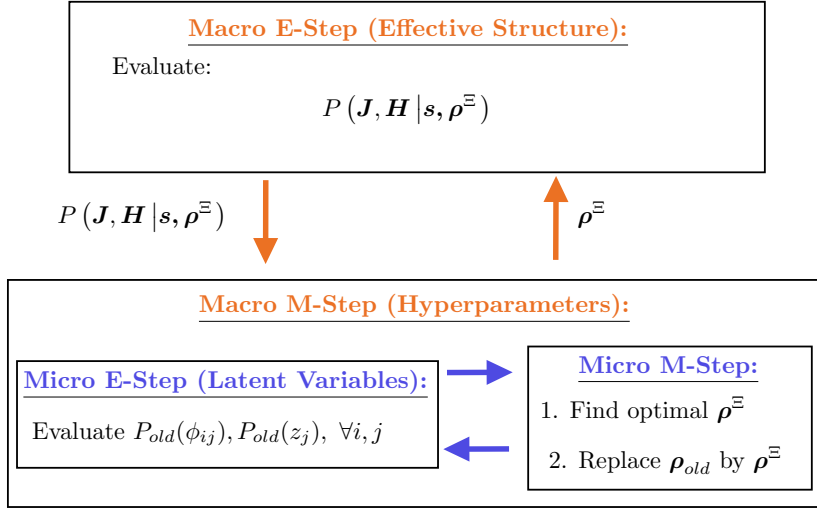 Macro E-Step (Effective Structure):
Evaluate:
P(J, H|s, ρ^Ξ)
P(J, H|s, ρ^Ξ)
ρ^Ξ
Macro M-Step (Hyperparameters):
Micro E-Step (Latent Variables):
Evaluate P_old(ϕ_ij), P_old(z_j), ∀i, j
Micro M-Step:
1. Find optimal ρ^Ξ
2. Replace ρ_old by ρ^Ξ